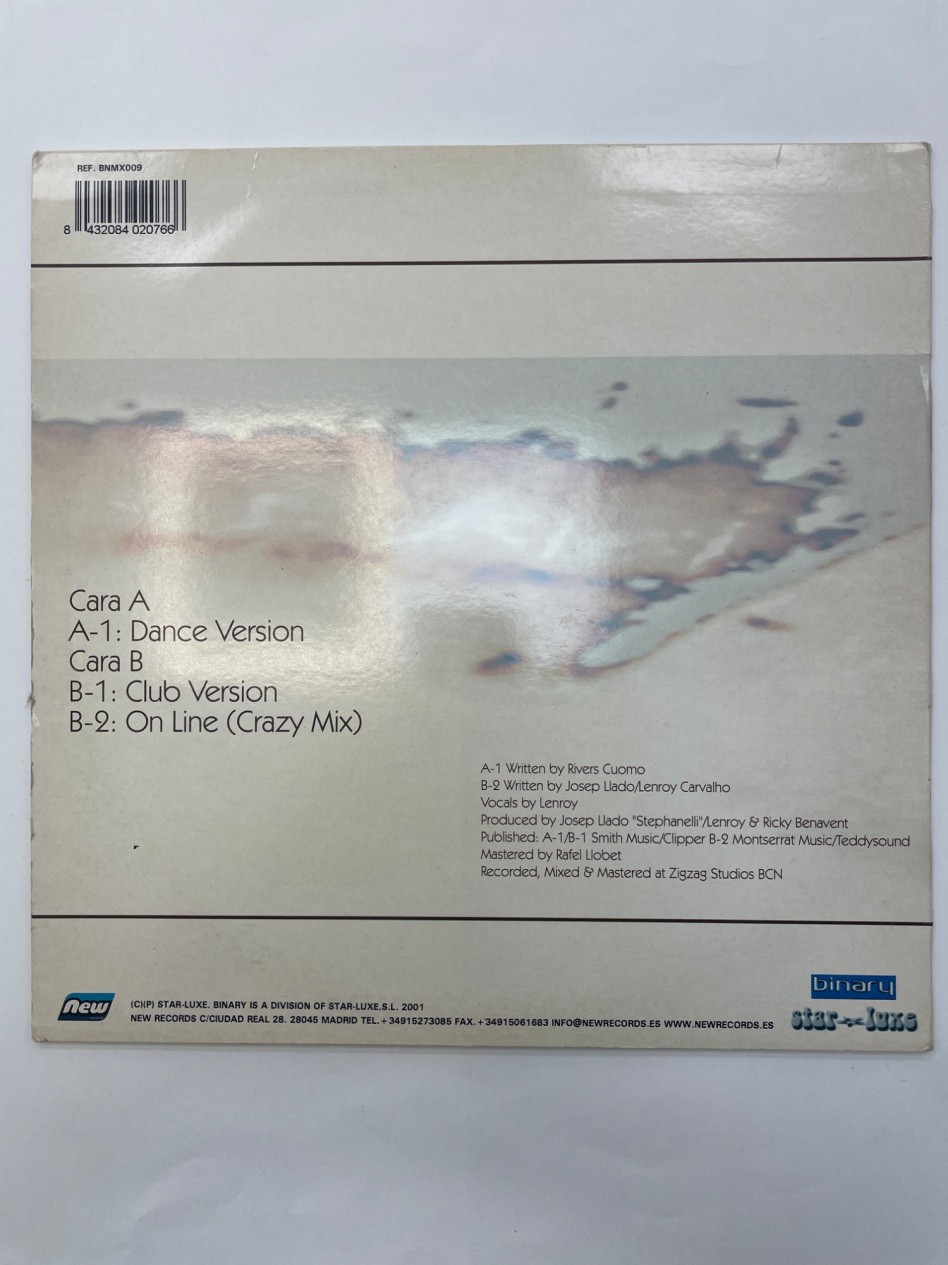 REF. BNMX009
8 432084 020766
Cara A
A-1: Dance Version
Cara B
B-1: Club Version
B-2: On Line (Crazy Mix)
A-1 Written by Rivers Cuomo
B-2 Written by Josep Llado/Lenroy Carvalho
Vocals by Lenroy
Produced by Josep Llado "Stephanelli"/Lenroy & Ricky Benavent
Published: A-1/B-1 Smith Music/Clipper B-2 Montserrat Music/Teddysound
Mastered by Rafel Llobet
Recorded, Mixed & Mastered at Zigzag Studios BCN
binary
new
(C)(P) STAR-LUXE. BINARY IS A DIVISION OF STAR-LUXE,S.L. 2001
NEW RECORDS C/CIUDAD REAL 28. 28045 MADRID TEL.+34915273085 FAX.+34915061683 INFO@NEWRECORDS.ES WWW.NEWRECORDS.ES
star luxe